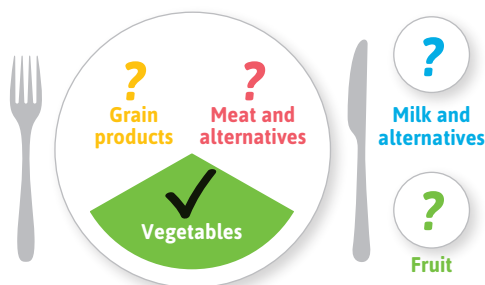 ?
Grain
products
?
Meat and
alternatives
Vegetables
?
Milk and
alternatives
?
Fruit